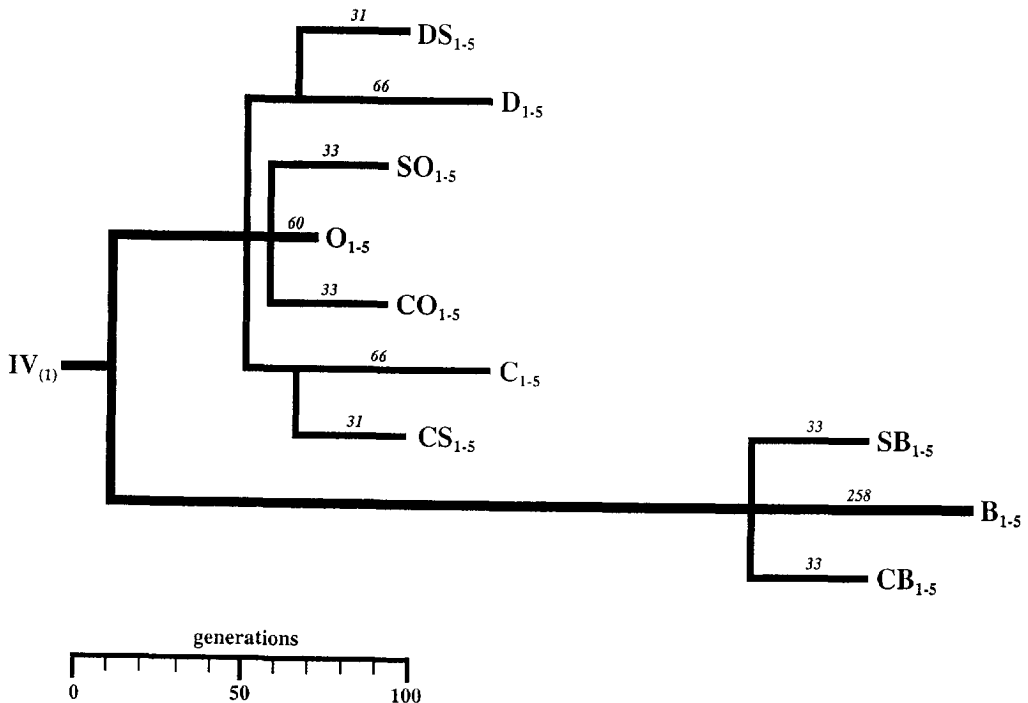 31
DS1-5
66
D1-5
33
SO1-5
60
O1-5
33
CO1-5
IV(1)
66
C1-5
31
CS1-5
33
SB1-5
258
B1-5
33
CB1-5
generations
0 50 100